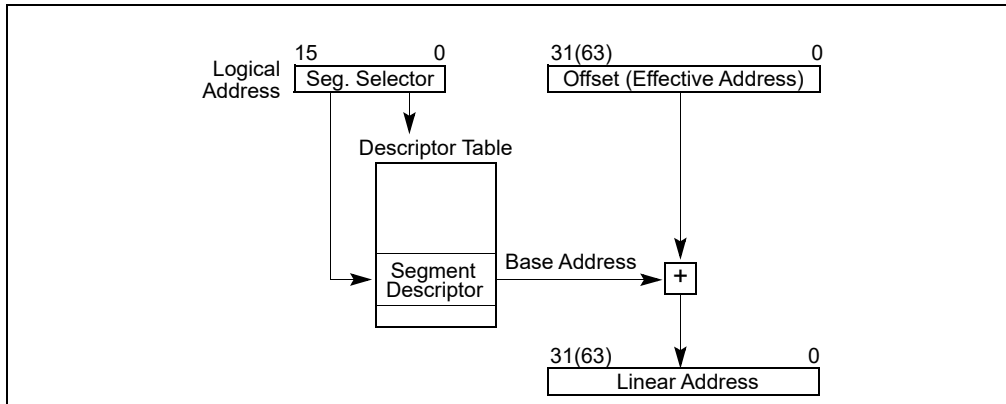 15 0 31(63) 0
Logical
Address
Seg. Selector Offset (Effective Address)
Descriptor Table
Segment
Descriptor
Base Address
+
31(63) 0
Linear Address